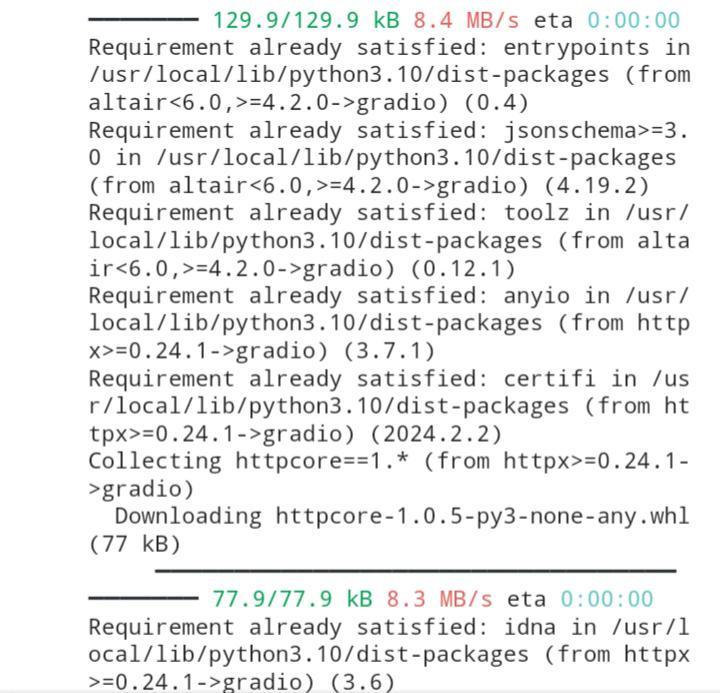 129.9/129.9 kB 8.4 MB/s eta 0:00:00
Requirement already satisfied: entrypoints in
/usr/local/lib/python3.10/dist-packages (from
altair<6.0,>=4.2.0->gradio) (0.4)
Requirement already satisfied: jsonschema>=3.
0 in /usr/local/lib/python3.10/dist-packages
(from altair<6.0,>=4.2.0->gradio) (4.19.2)
Requirement already satisfied: toolz in /usr/
local/lib/python3.10/dist-packages (from alta
ir<6.0,>=4.2.0->gradio) (0.12.1)
Requirement already satisfied: anyio in /usr/
local/lib/python3.10/dist-packages (from http
x>=0.24.1->gradio) (3.7.1)
Requirement already satisfied: certifi in /us
r/local/lib/python3.10/dist-packages (from ht
tpx>=0.24.1->gradio) (2024.2.2)
Collecting httpcore==1.* (from httpx>=0.24.1-
>gradio)
  Downloading httpcore-1.0.5-py3-none-any.whl
(77 kB)
77.9/77.9 kB 8.3 MB/s eta 0:00:00
Requirement already satisfied: idna in /usr/l
ocal/lib/python3.10/dist-packages (from httpx
>=0.24.1->gradio) (3.6)